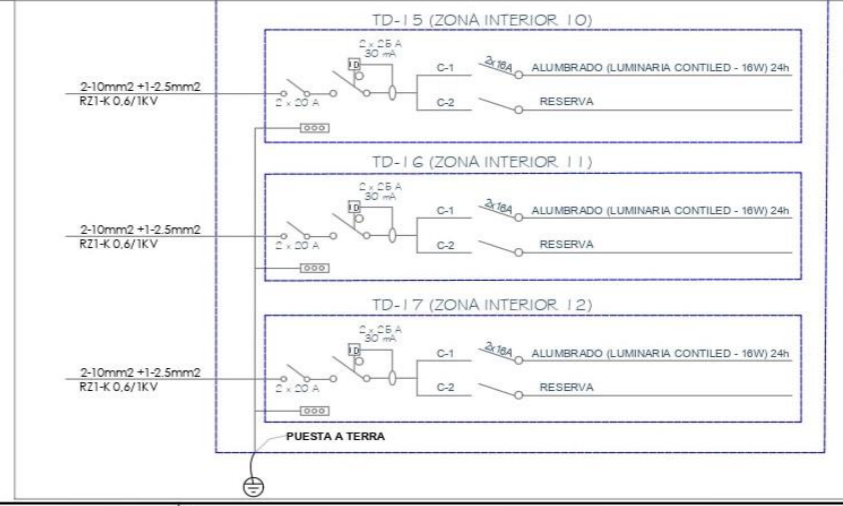 TD-15 (ZONA INTERIOR 10)
2 x 25 A
30 mA
ID
C-1
2x16A
ALUMBRADO (LUMINARIA CONTILED - 16W) 24h
2-10mm2 +1-2.5mm2
RZ1-K 0,6/1KV
2 x 20 A
C-2
RESERVA
TD-16 (ZONA INTERIOR 11)
2 x 25 A
30 mA
ID
C-1
2x16A
ALUMBRADO (LUMINARIA CONTILED - 16W) 24h
2-10mm2 +1-2.5mm2
RZ1-K 0,6/1KV
2 x 20 A
C-2
RESERVA
TD-17 (ZONA INTERIOR 12)
2 x 25 A
30 mA
ID
C-1
2x16A
ALUMBRADO (LUMINARIA CONTILED - 16W) 24h
2-10mm2 +1-2.5mm2
RZ1-K 0,6/1KV
2 x 20 A
C-2
RESERVA
PUESTA A TERRA